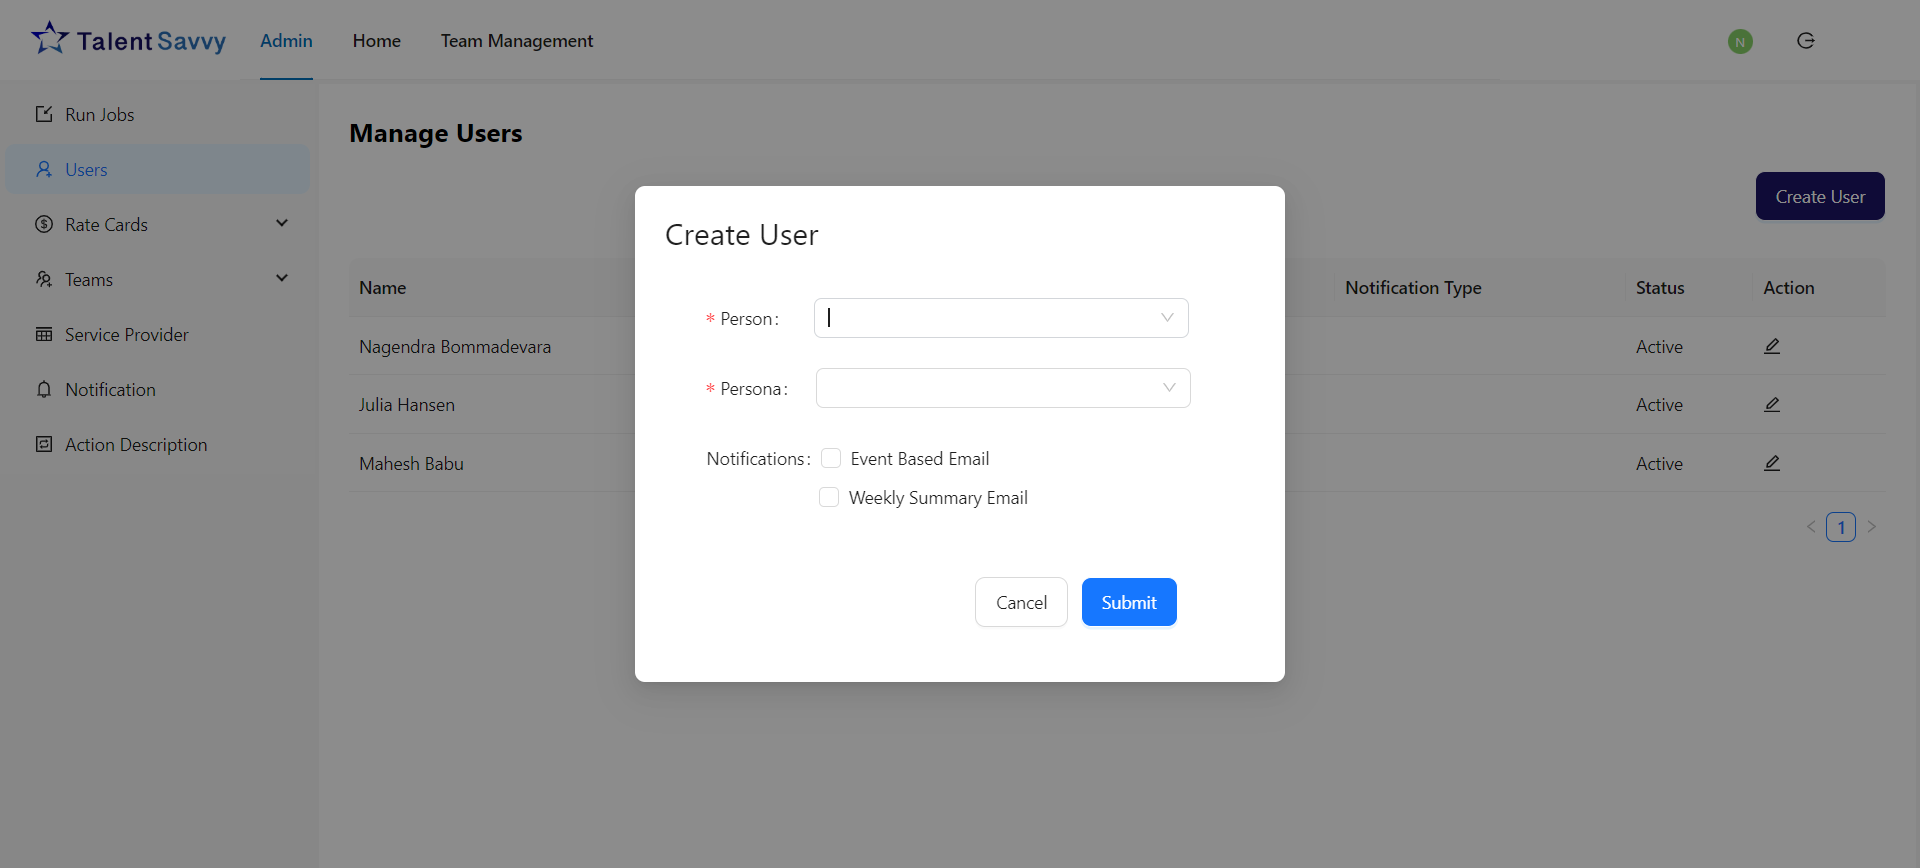 Talent Savvy
Admin
Home
Team Management
N
Run Jobs
Users
Rate Cards
Teams
Service Provider
Notification
Action Description
Manage Users
Create User
Name
Notification Type
Status
Action
Nagendra Bommadevara
Active
Julia Hansen
Active
Mahesh Babu
Active
< 1 >
Create User
* Person:
* Persona:
Notifications: Event Based Email
Weekly Summary Email
Cancel
Submit